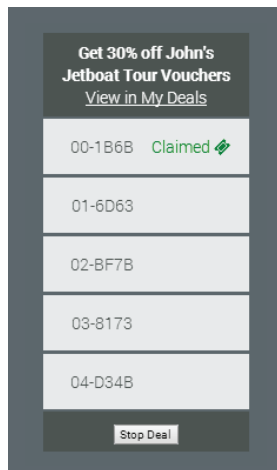 Get 30% off John's
Jetboat Tour Vouchers
View in My Deals
00-1B6B Claimed
01-6D63
02-BF7B
03-8173
04-D34B
Stop Deal